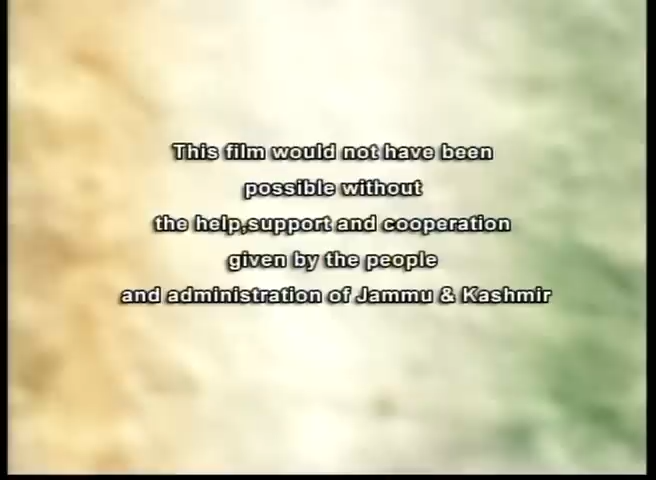 This film would not have been
possible without
the help,support and cooperation
given by the people
and administration of Jammu & Kashmir